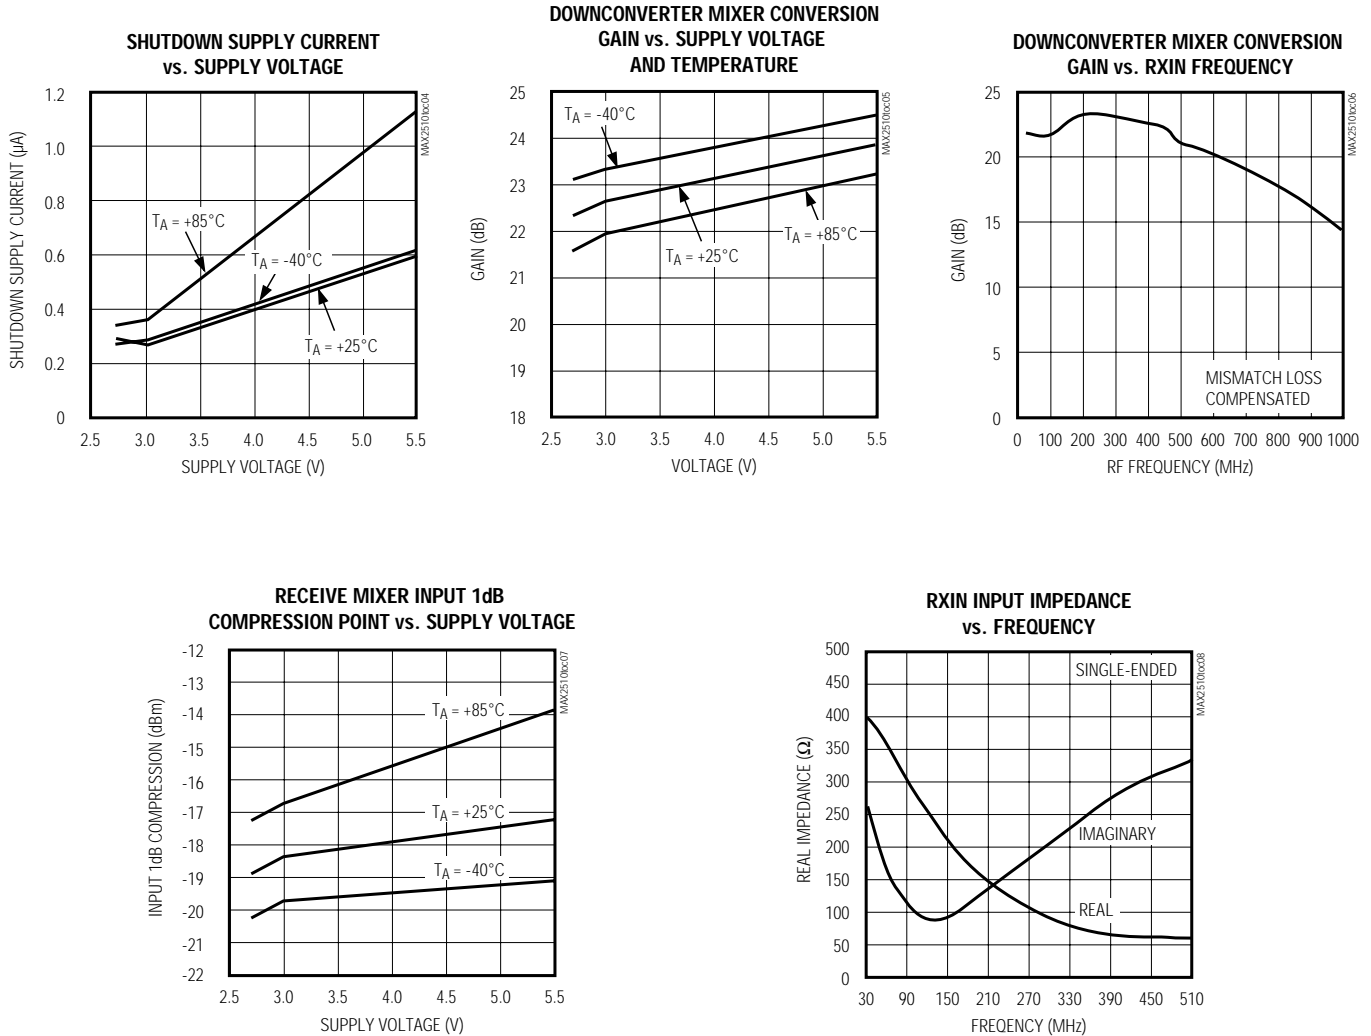 SHUTDOWN SUPPLY CURRENT
vs. SUPPLY VOLTAGE
SHUTDOWN SUPPLY CURRENT (µA)
1.2
1.0
0.8
0.6
0.4
0.2
0
TA = +85°C
TA = -40°C
TA = +25°C
2.5 3.0 3.5 4.0 4.5 5.0 5.5
SUPPLY VOLTAGE (V)
MAX2510toc04
DOWNCONVERTER MIXER CONVERSION
GAIN vs. SUPPLY VOLTAGE
AND TEMPERATURE
GAIN (dB)
25
24
23
22
21
20
19
18
TA = -40°C
TA = +85°C
TA = +25°C
2.5 3.0 3.5 4.0 4.5 5.0 5.5
VOLTAGE (V)
MAX2510toc05
DOWNCONVERTER MIXER CONVERSION
GAIN vs. RXIN FREQUENCY
GAIN (dB)
25
20
15
10
5
0
MISMATCH LOSS
COMPENSATED
0 100 200 300 400 500 600 700 800 900 1000
RF FREQUENCY (MHz)
MAX2510toc06
RECEIVE MIXER INPUT 1dB
COMPRESSION POINT vs. SUPPLY VOLTAGE
INPUT 1dB COMPRESSION (dBm)
-12
-13
-14
-15
-16
-17
-18
-19
-20
-21
-22
TA = +85°C
TA = +25°C
TA = -40°C
2.5 3.0 3.5 4.0 4.5 5.0 5.5
SUPPLY VOLTAGE (V)
MAX2510toc07
RXIN INPUT IMPEDANCE
vs. FREQUENCY
REAL IMPEDANCE (Ω)
500
450
400
350
300
250
200
150
100
50
0
SINGLE-ENDED
IMAGINARY
REAL
30 90 150 210 270 330 390 450 510
FREQENCY (MHz)
MAX2510toc08